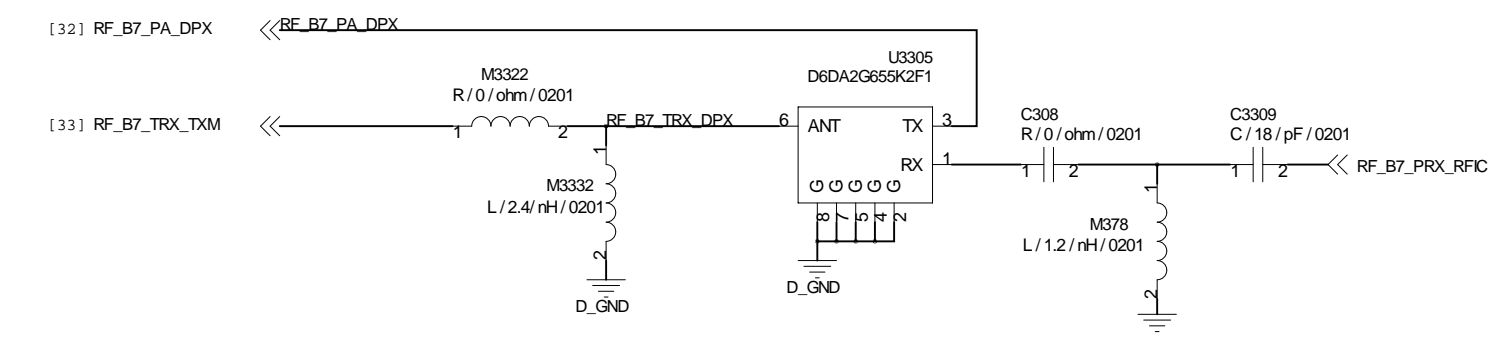 [32] RF_B7_PA_DPX
RF_B7_PA_DPX
U3305
D6DA2G655K2F1
M3322
R / 0 / ohm / 0201
[33] RF_B7_TRX_TXM
1
2
RF_B7_TRX_DPX
6
ANT
TX
3
RX
1
G G G G G
8 7 5 4 2
D_GND
1
M3332
L / 2.4 / nH / 0201
2
D_GND
C308
R / 0 / ohm / 0201
1
2
C3309
C / 18 / pF / 0201
1
2
RF_B7_PRX_RFIC
1
M378
L / 1.2 / nH / 0201
2